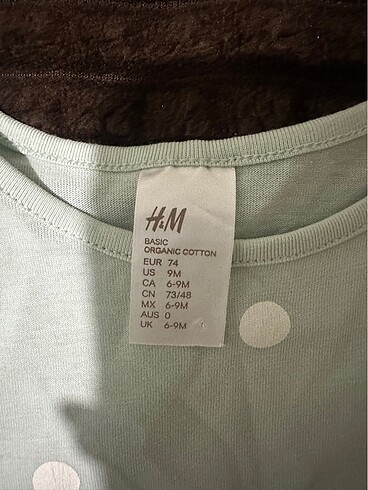 H&M
BASIC
ORGANIC COTTON
EUR 74
US 9M
CA 6-9M
CN 73/48
MX 6-9M
AUS 0
UK 6-9M